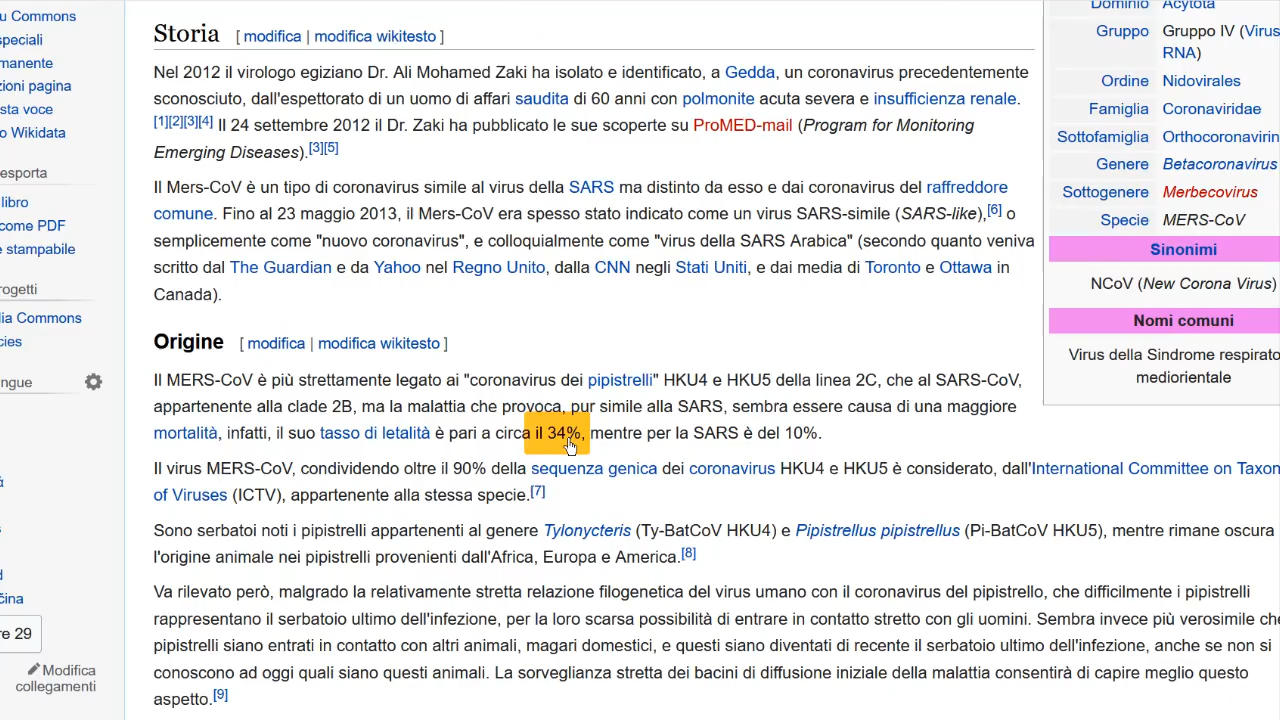 u Commons
speciali
manente
zioni pagina
sta voce
o Wikidata
esporta
libro
come PDF
e stampabile
rogetti
lia Commons
cies
ingue
d
čina
re 29
Modifica
collegamenti
Storia [ modifica | modifica wikitesto ]
Nel 2012 il virologo egiziano Dr. Ali Mohamed Zaki ha isolato e identificato, a Gedda, un coronavirus precedentemente
sconosciuto, dall'espettorato di un uomo di affari saudita di 60 anni con polmonite acuta severa e insufficienza renale.
[1][2][3][4] Il 24 settembre 2012 il Dr. Zaki ha pubblicato le sue scoperte su ProMED-mail (Program for Monitoring
Emerging Diseases).[3][5]
Il Mers-CoV è un tipo di coronavirus simile al virus della SARS ma distinto da esso e dai coronavirus del raffreddore
comune. Fino al 23 maggio 2013, il Mers-CoV era spesso stato indicato come un virus SARS-simile (SARS-like),[6] o
semplicemente come "nuovo coronavirus", e colloquialmente come "virus della SARS Arabica" (secondo quanto veniva
scritto dal The Guardian e da Yahoo nel Regno Unito, dalla CNN negli Stati Uniti, e dai media di Toronto e Ottawa in
Canada).
Origine [ modifica | modifica wikitesto ]
Il MERS-CoV è più strettamente legato ai "coronavirus dei pipistrelli" HKU4 e HKU5 della linea 2C, che al SARS-CoV,
appartenente alla clade 2B, ma la malattia che provoca, pur simile alla SARS, sembra essere causa di una maggiore
mortalità, infatti, il suo tasso di letalità è pari a circa il 34%, mentre per la SARS è del 10%.
Il virus MERS-CoV, condividendo oltre il 90% della sequenza genica dei coronavirus HKU4 e HKU5 è considerato, dall'International Committee on Taxon
of Viruses (ICTV), appartenente alla stessa specie.[7]
Sono serbatoi noti i pipistrelli appartenenti al genere Tylonycteris (Ty-BatCoV HKU4) e Pipistrellus pipistrellus (Pi-BatCoV HKU5), mentre rimane oscura
l'origine animale nei pipistrelli provenienti dall'Africa, Europa e America.[8]
Va rilevato però, malgrado la relativamente stretta relazione filogenetica del virus umano con il coronavirus del pipistrello, che difficilmente i pipistrelli
rappresentano il serbatoio ultimo dell'infezione, per la loro scarsa possibilità di entrare in contatto stretto con gli uomini. Sembra invece più verosimile che
pipistrelli siano entrati in contatto con altri animali, magari domestici, e questi siano diventati di recente il serbatoio ultimo dell'infezione, anche se non si
conoscono ad oggi quali siano questi animali. La sorveglianza stretta dei bacini di diffusione iniziale della malattia consentirà di capire meglio questo
aspetto.[9]
Dominio Acytota
Gruppo Gruppo IV (Virus
RNA)
Ordine Nidovirales
Famiglia Coronaviridae
Sottofamiglia Orthocoronavirin
Genere Betacoronavirus
Sottogenere Merbecovirus
Specie MERS-CoV
Sinonimi
NCoV (New Corona Virus)
Nomi comuni
Virus della Sindrome respirato
mediorientale